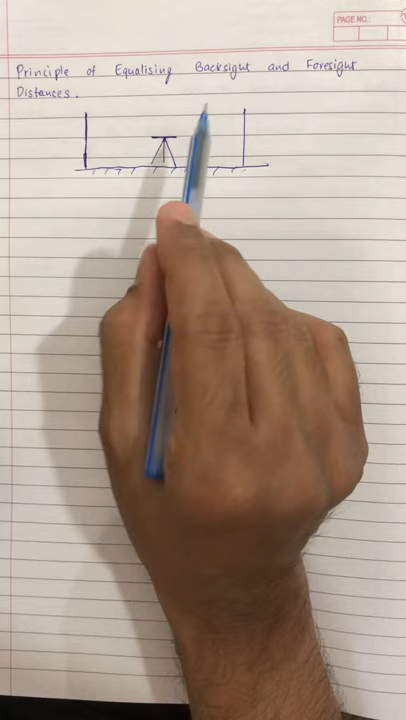 PAGE NO.:
Principle of Equalising Backsight and Foresight
Distances.